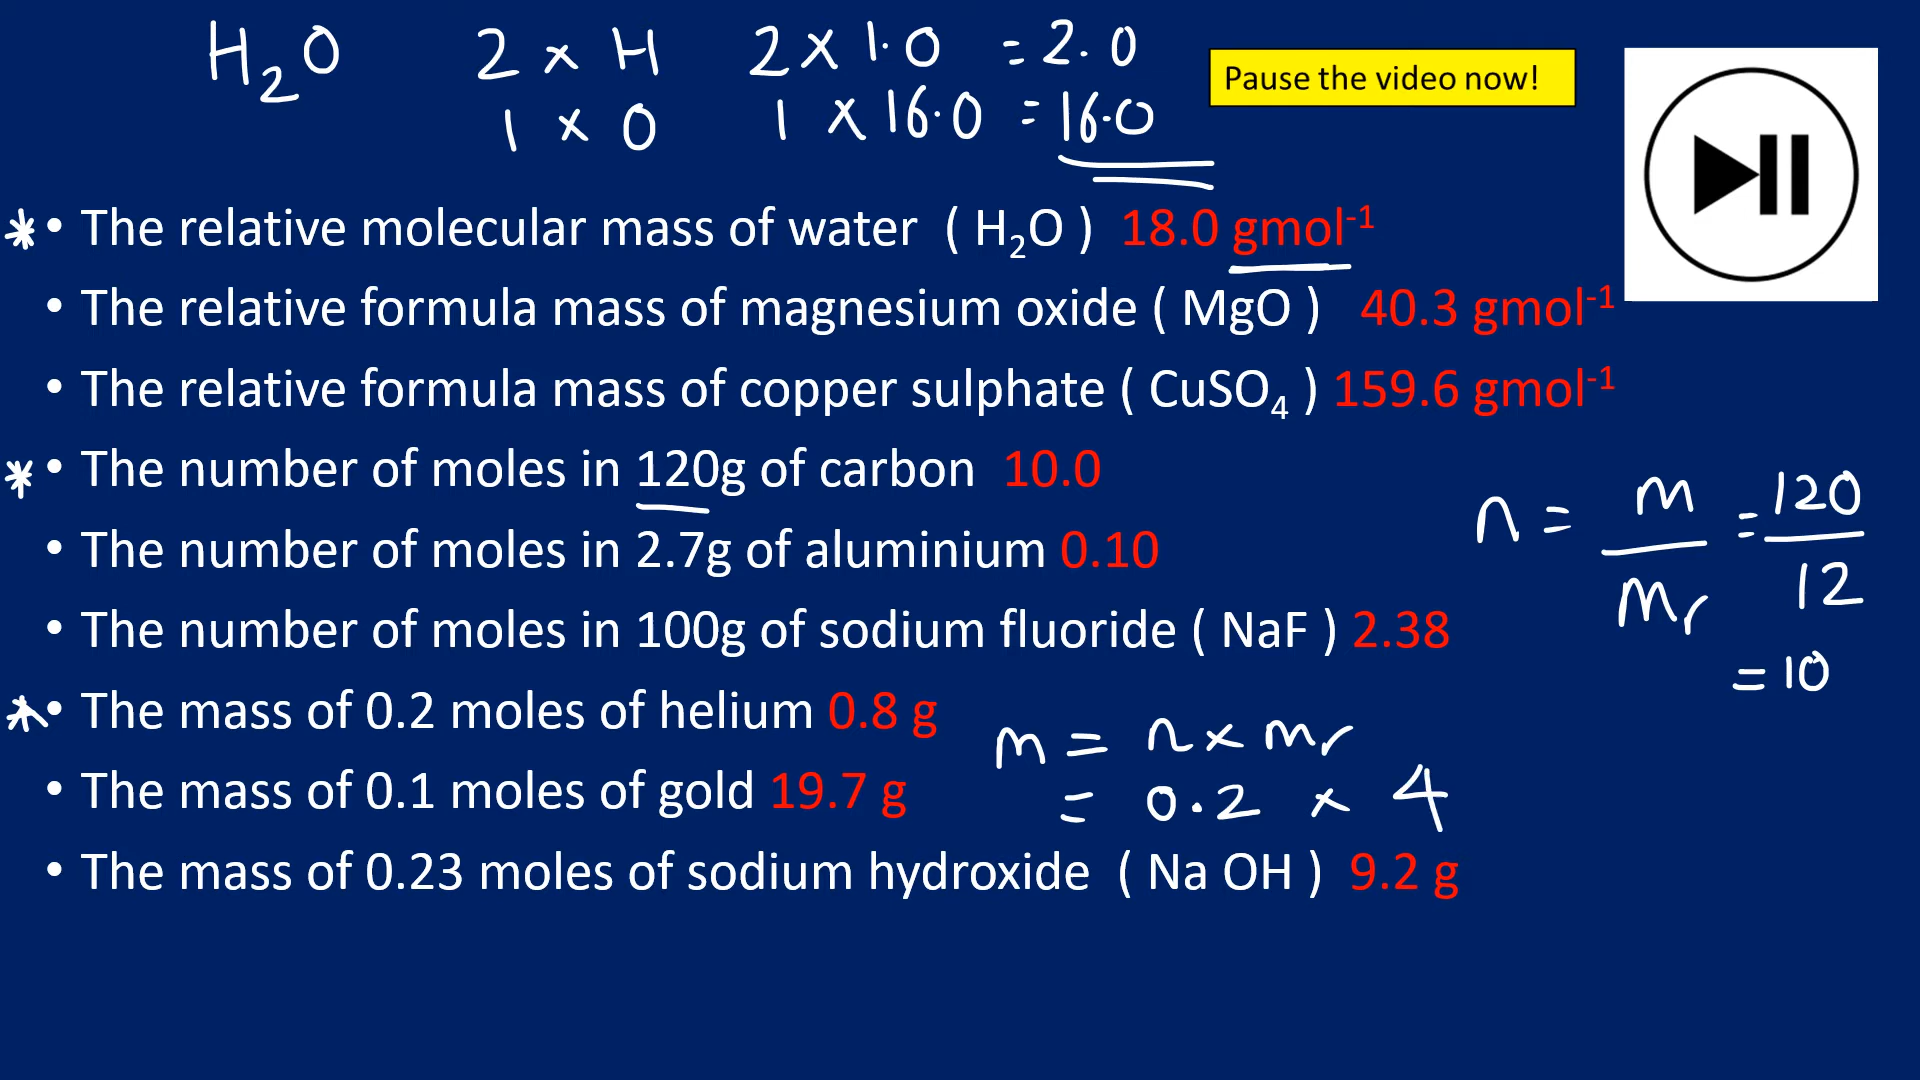 H₂O 2 x H 2 x 1.0 = 2.0
1 x O 1 x 16.0 = 16.0
Pause the video now!
* • The relative molecular mass of water ( H₂O ) 18.0 gmol⁻¹
• The relative formula mass of magnesium oxide ( MgO ) 40.3 gmol⁻¹
• The relative formula mass of copper sulphate ( CuSO₄ ) 159.6 gmol⁻¹
* • The number of moles in 120g of carbon 10.0
• The number of moles in 2.7g of aluminium 0.10
• The number of moles in 100g of sodium fluoride ( NaF ) 2.38
n = m/Mr = 120/12
= 10
* • The mass of 0.2 moles of helium 0.8 g
m = n x mr
= 0.2 x 4
• The mass of 0.1 moles of gold 19.7 g
• The mass of 0.23 moles of sodium hydroxide ( Na OH ) 9.2 g